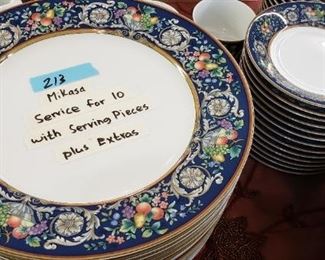 213
Mikasa
Service for 10
with Serving Pieces
plus Extras